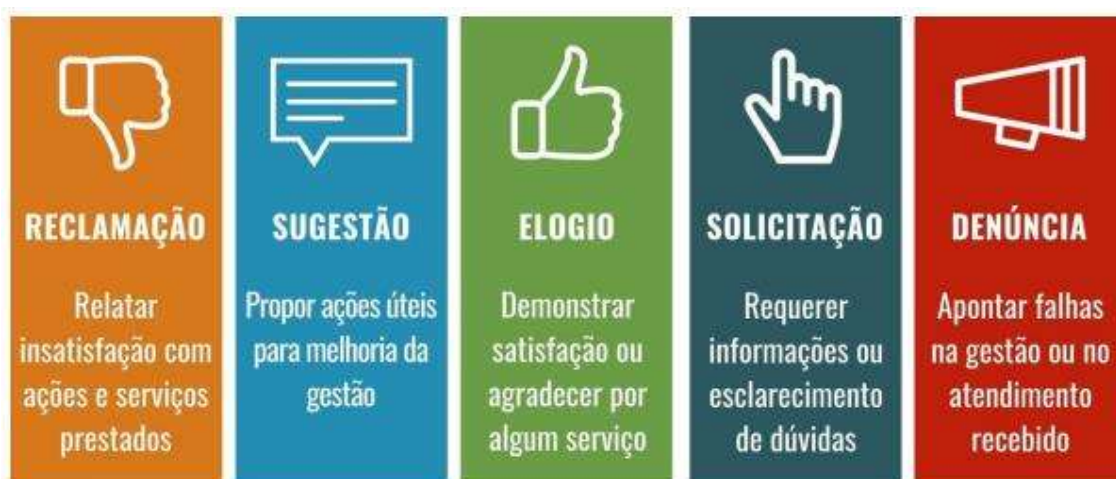 RECLAMAÇÃO
Relatar
insatisfação com
ações e serviços
prestados
SUGESTÃO
Propor ações úteis
para melhoria da
gestão
ELOGIO
Demonstrar
satisfação ou
agradecer por
algum serviço
SOLICITAÇÃO
Requerer
informações ou
esclarecimento
de dúvidas
DENÚNCIA
Apontar falhas
na gestão ou no
atendimento
recebido